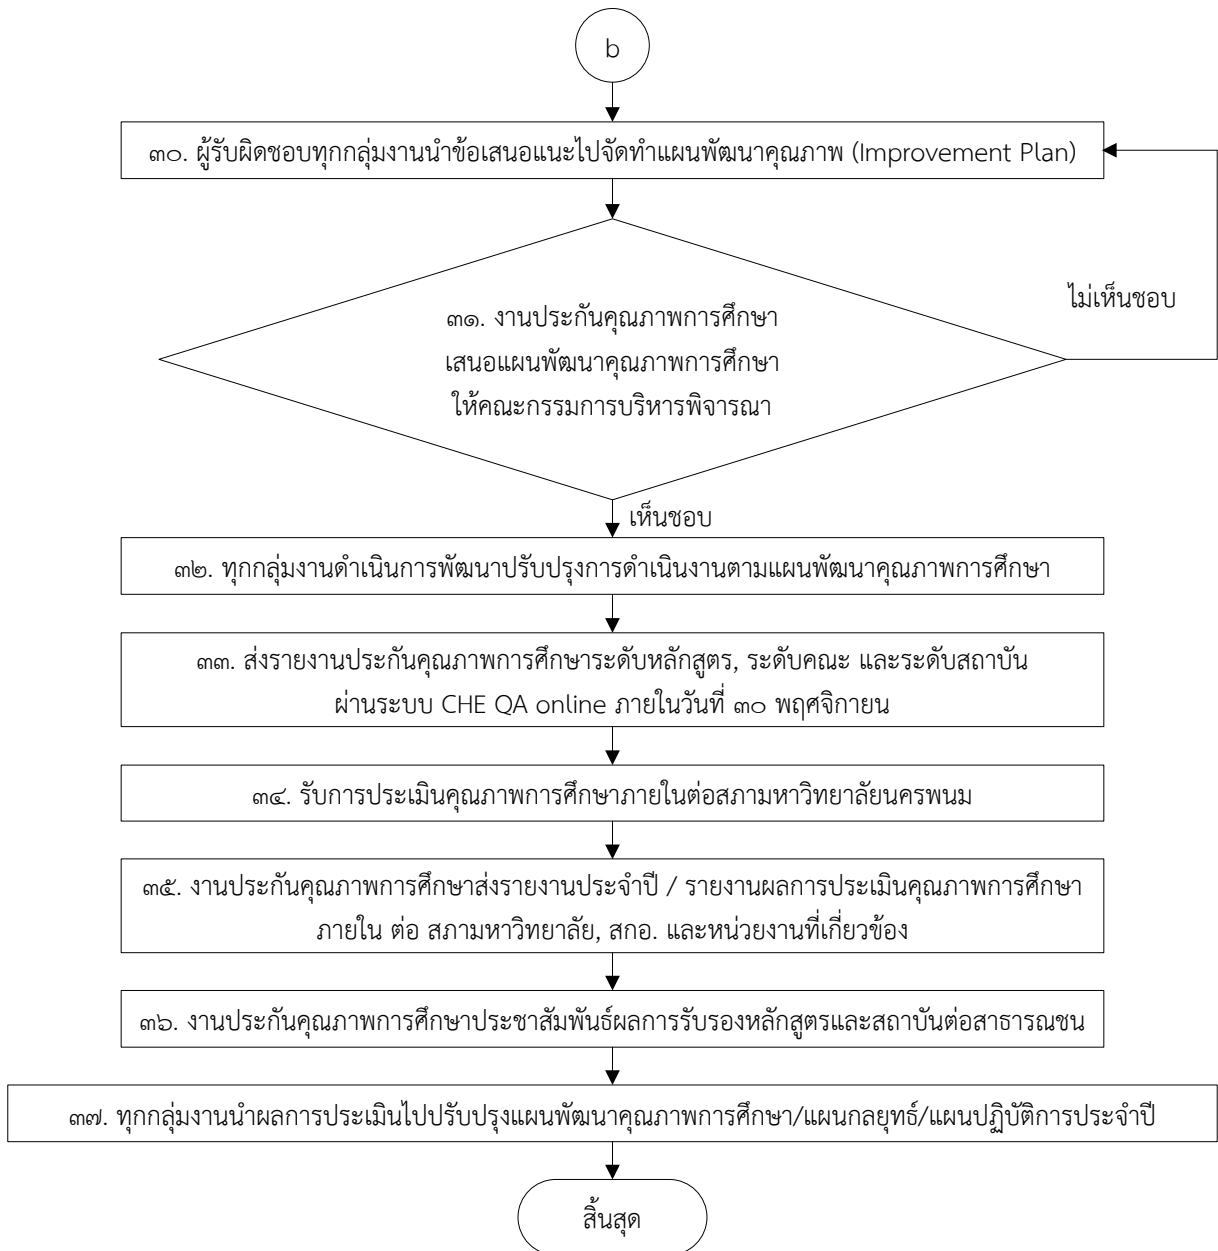 b
๓๐. ผู้รับผิดชอบทุกกลุ่มงานนำข้อเสนอแนะไปจัดทำแผนพัฒนาคุณภาพ (Improvement Plan)
ไม่เห็นชอบ
๓๑. งานประกันคุณภาพการศึกษา
เสนอแผนพัฒนาคุณภาพการศึกษา
ให้คณะกรรมการบริหารพิจารณา
เห็นชอบ
๓๒. ทุกกลุ่มงานดำเนินการพัฒนาปรับปรุงการดำเนินงานตามแผนพัฒนาคุณภาพการศึกษา
๓๓. ส่งรายงานประกันคุณภาพการศึกษาระดับหลักสูตร, ระดับคณะ และระดับสถาบัน
ผ่านระบบ CHE QA online ภายในวันที่ ๓๐ พฤศจิกายน
๓๔. รับการประเมินคุณภาพการศึกษาภายในต่อสภามหาวิทยาลัยนครพนม
๓๕. งานประกันคุณภาพการศึกษาส่งรายงานประจำปี / รายงานผลการประเมินคุณภาพการศึกษา
ภายใน ต่อ สภามหาวิทยาลัย, สกอ. และหน่วยงานที่เกี่ยวข้อง
๓๖. งานประกันคุณภาพการศึกษาประชาสัมพันธ์ผลการรับรองหลักสูตรและสถาบันต่อสาธารณชน
๓๗. ทุกกลุ่มงานนำผลการประเมินไปปรับปรุงแผนพัฒนาคุณภาพการศึกษา/แผนกลยุทธ์/แผนปฏิบัติการประจำปี
สิ้นสุด